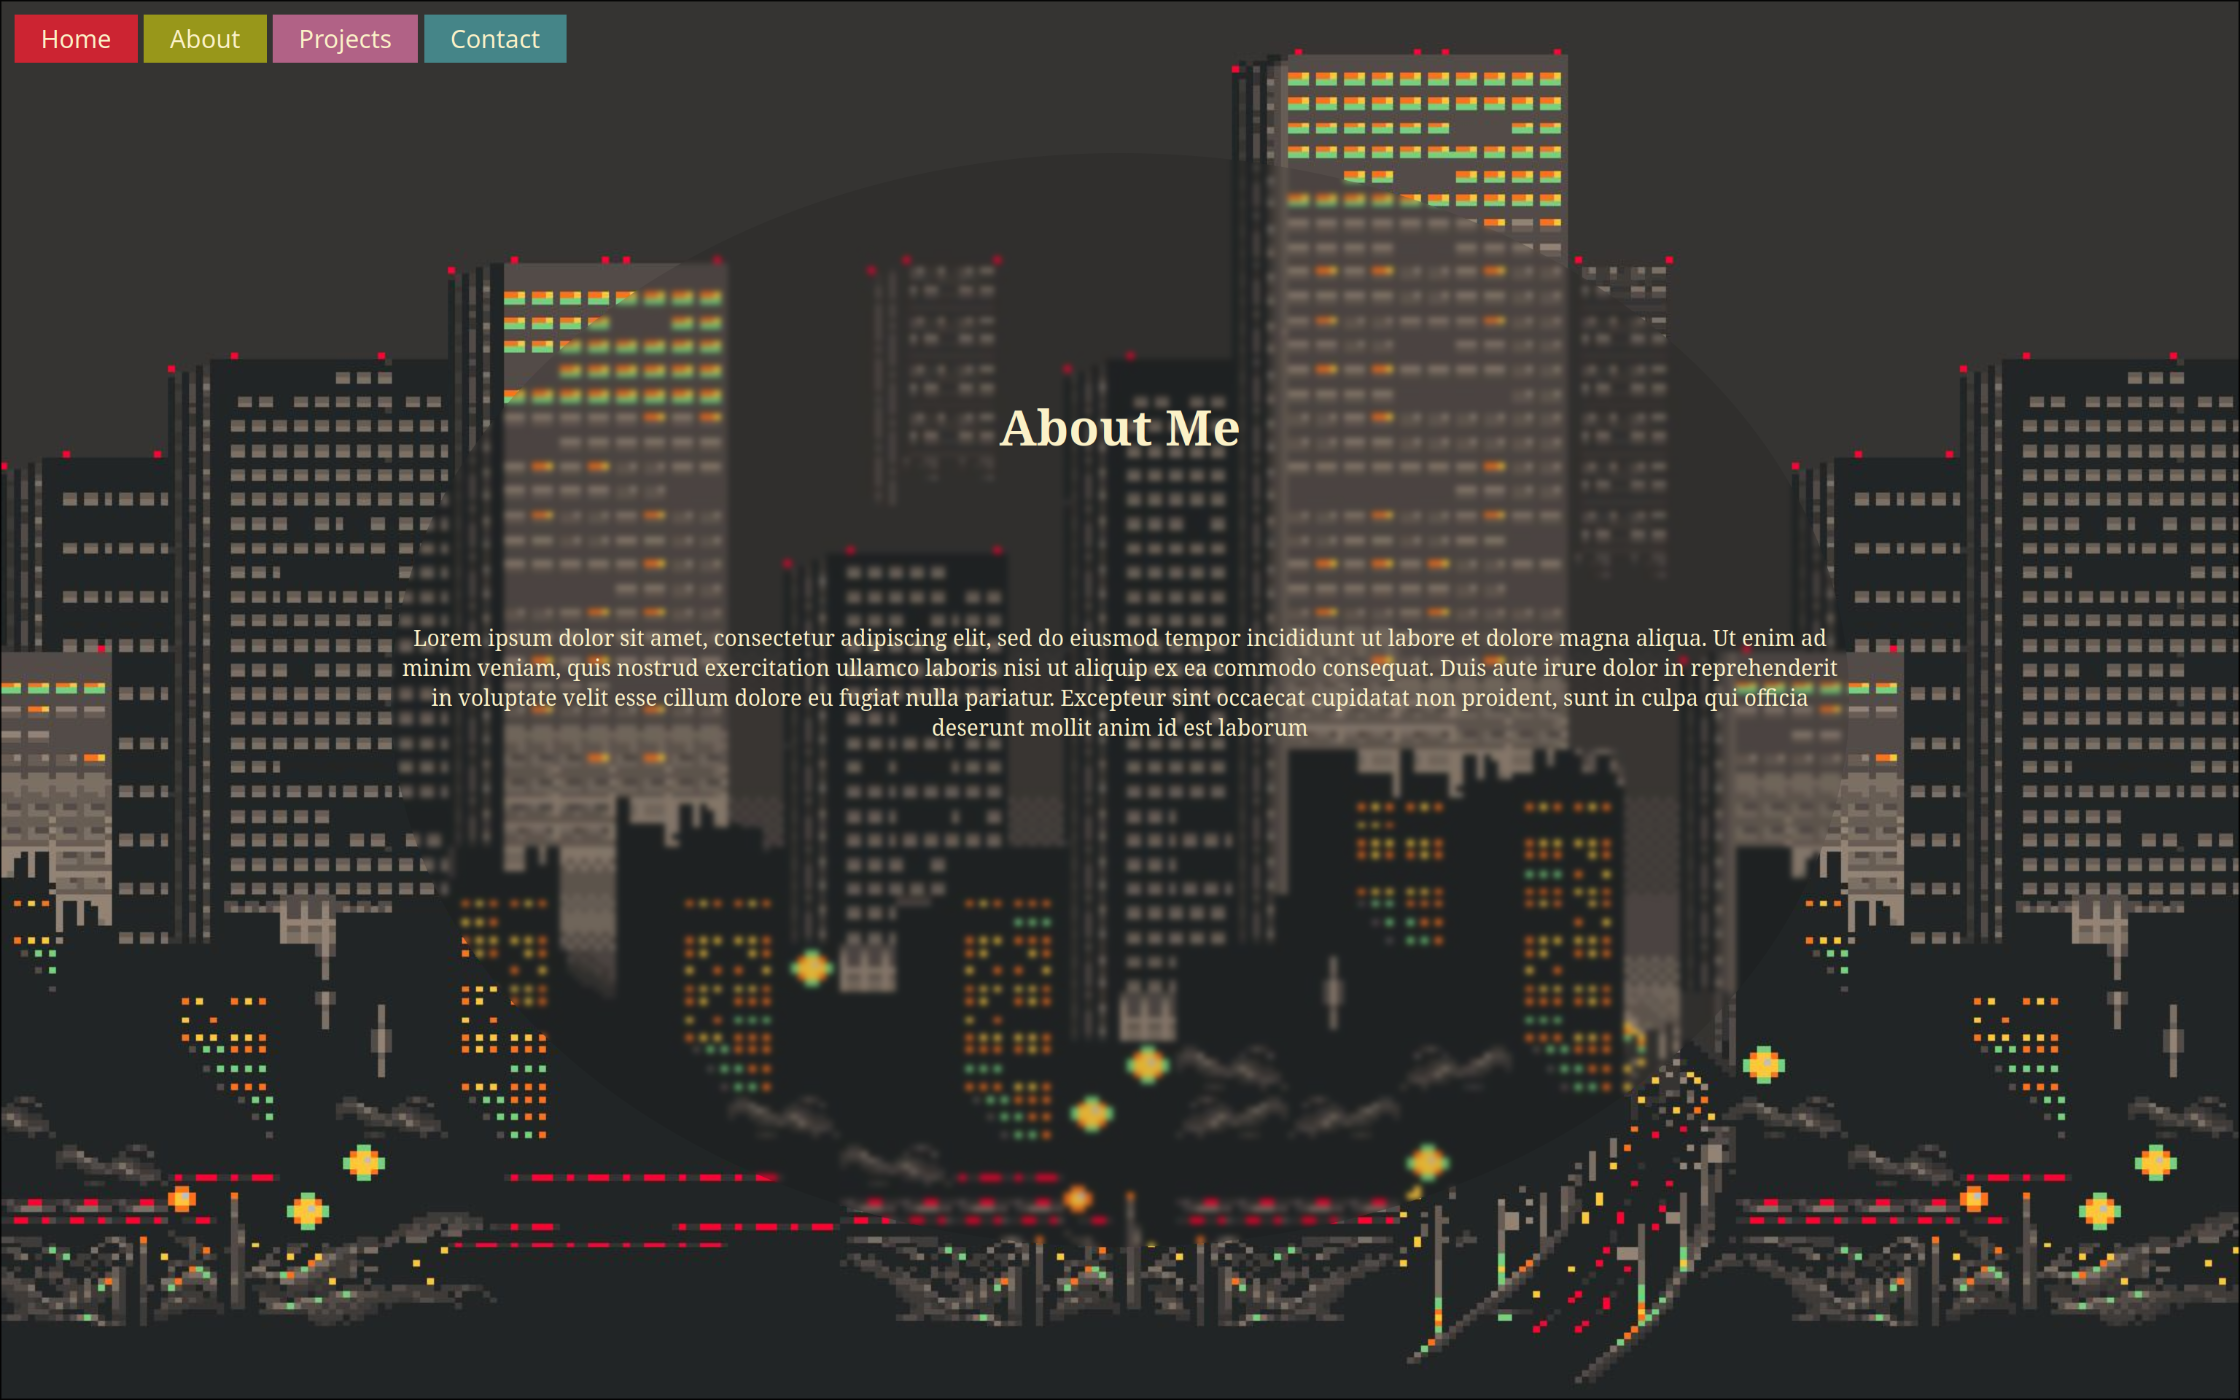 Home About Projects Contact
About Me
Lorem ipsum dolor sit amet, consectetur adipiscing elit, sed do eiusmod tempor incididunt ut labore et dolore magna aliqua. Ut enim ad
minim veniam, quis nostrud exercitation ullamco laboris nisi ut aliquip ex ea commodo consequat. Duis aute irure dolor in reprehenderit
in voluptate velit esse cillum dolore eu fugiat nulla pariatur. Excepteur sint occaecat cupidatat non proident, sunt in culpa qui officia
deserunt mollit anim id est laborum